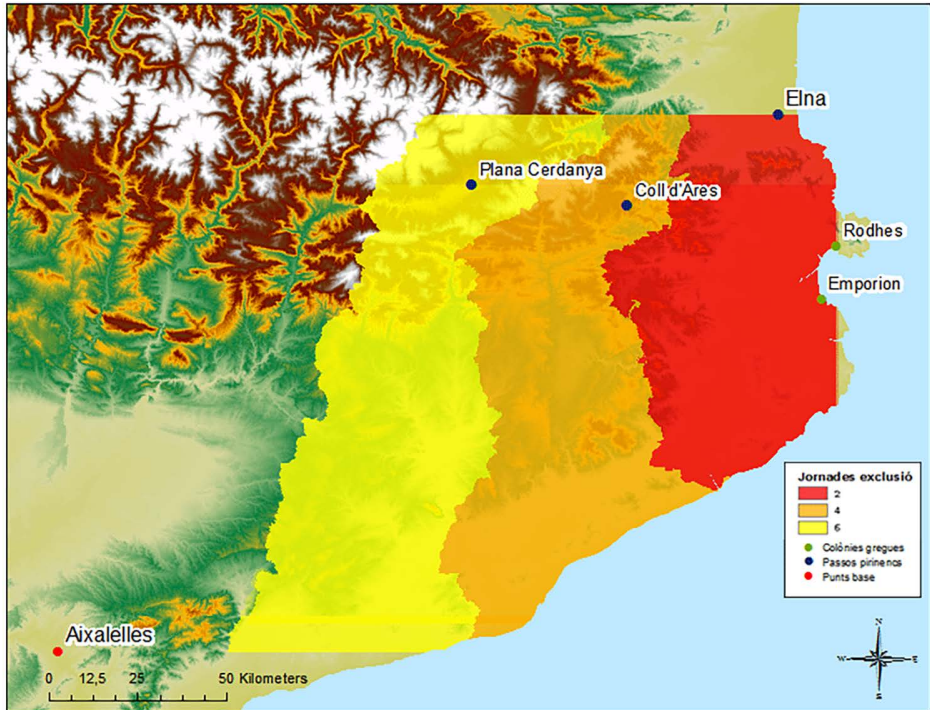 Elna
Plana Cerdanya
Coll d'Ares
Rodhes
Emporion
Jornades exclusió
2
4
6
Colònies gregues
Passos pirinencs
Punts base
Aixalelles
0 12,5 25 50 Kilometers
N
W E
S